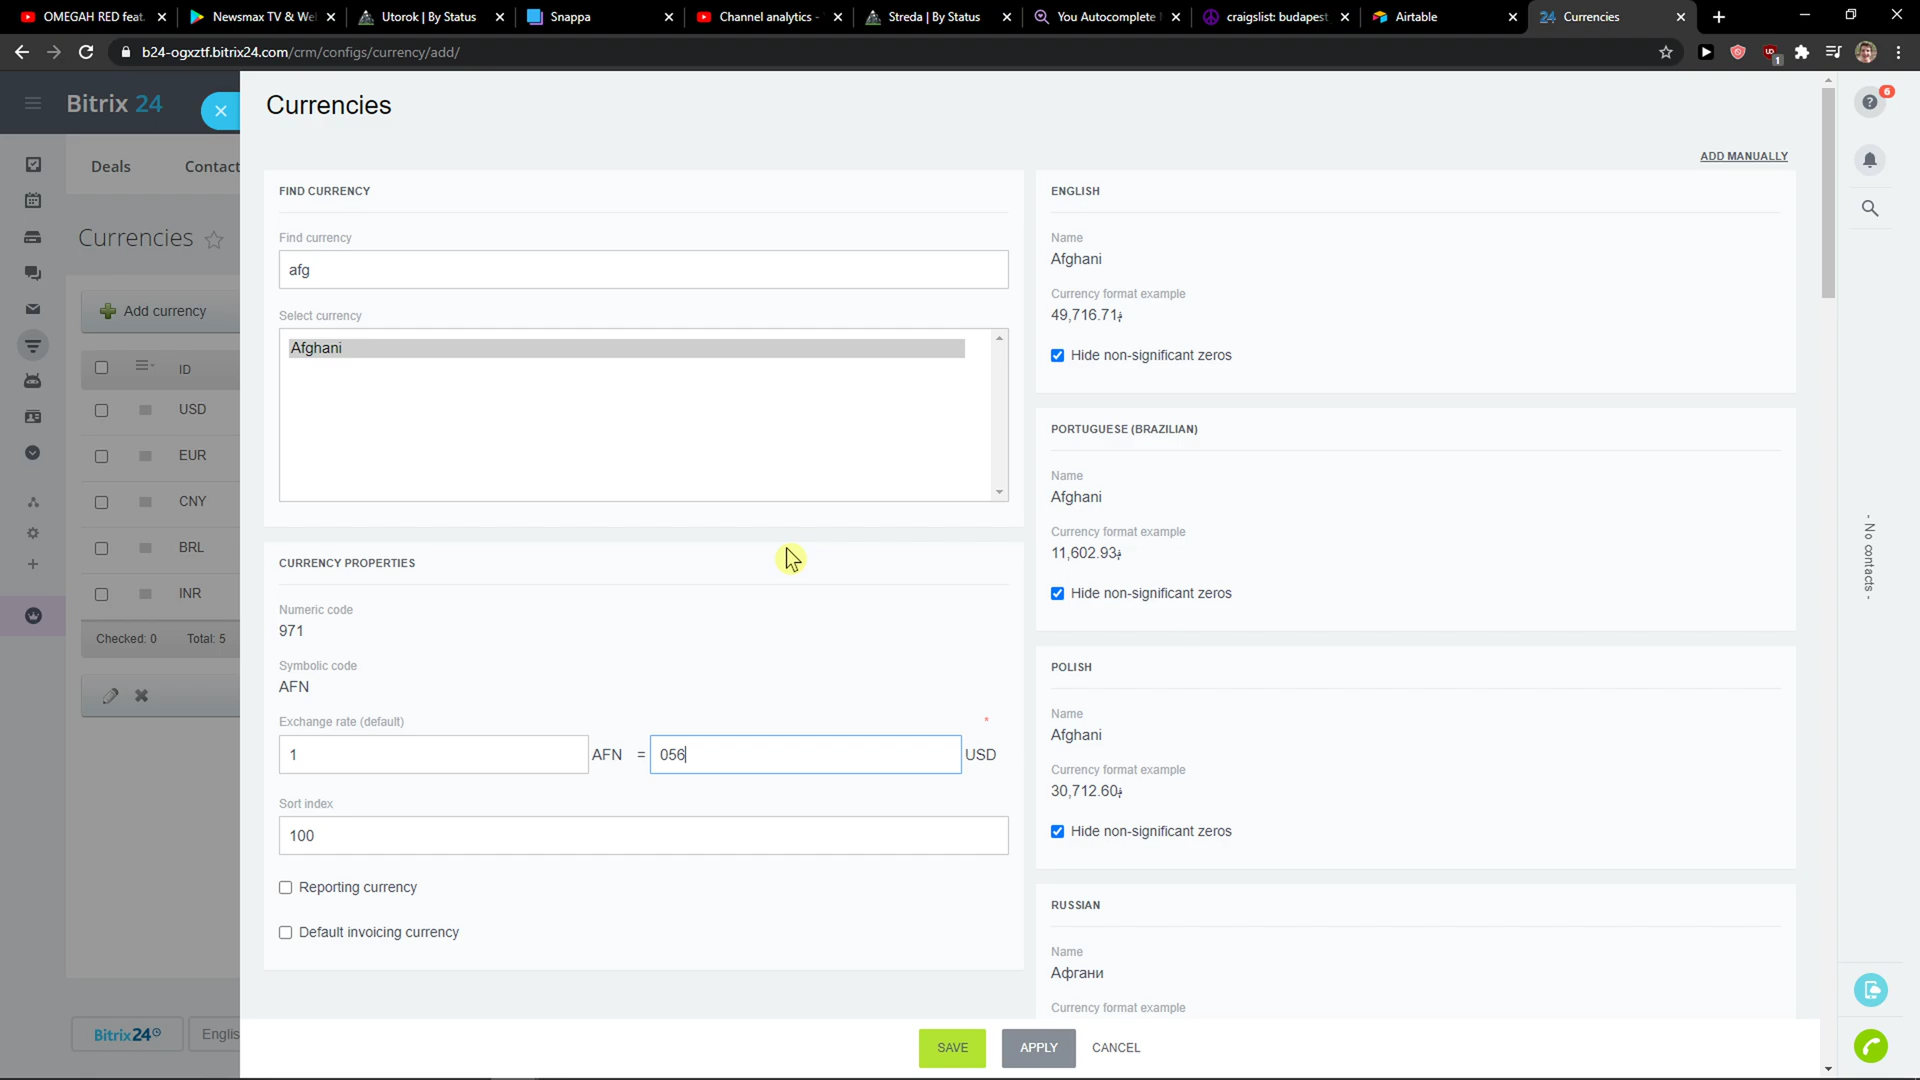 OMEGAH RED feat.
Newsmax TV & We
Utorok | By Status
Snappa
Channel analytics -
Streda | By Status
You Autocomplete
craigslist: budapest
Airtable
24 Currencies
b24-ogxztf.bitrix24.com/crm/configs/currency/add/
1
Bitrix 24
Currencies
6
ADD MANUALLY
Deals
Contact
FIND CURRENCY
ENGLISH
Currencies
Find currency
afg
Name
Afghani
Add currency
Select currency
Currency format example
49,716.71؋
Afghani
Hide non-significant zeros
ID
USD
EUR
CNY
BRL
INR
Checked: 0
Total: 5
PORTUGUESE (BRAZILIAN)
Name
Afghani
Currency format example
11,602.93؋
Hide non-significant zeros
- No contacts -
CURRENCY PROPERTIES
Numeric code
971
Symbolic code
AFN
POLISH
Name
Afghani
Currency format example
30,712.60؋
Hide non-significant zeros
Exchange rate (default)
*
1
AFN =
056
USD
Sort index
100
Reporting currency
Default invoicing currency
RUSSIAN
Name
Афгани
Currency format example
Bitrix24
Englis
SAVE
APPLY
CANCEL